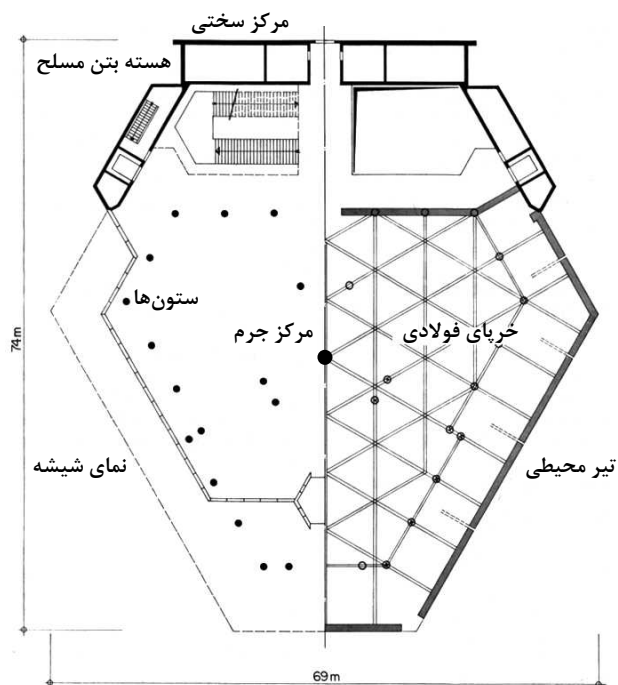 مرکز سختی
هسته بتن مسلح
ستون‌ها
مرکز جرم
خرپای فولادی
نمای شیشه
تیر محیطی
74m
69m